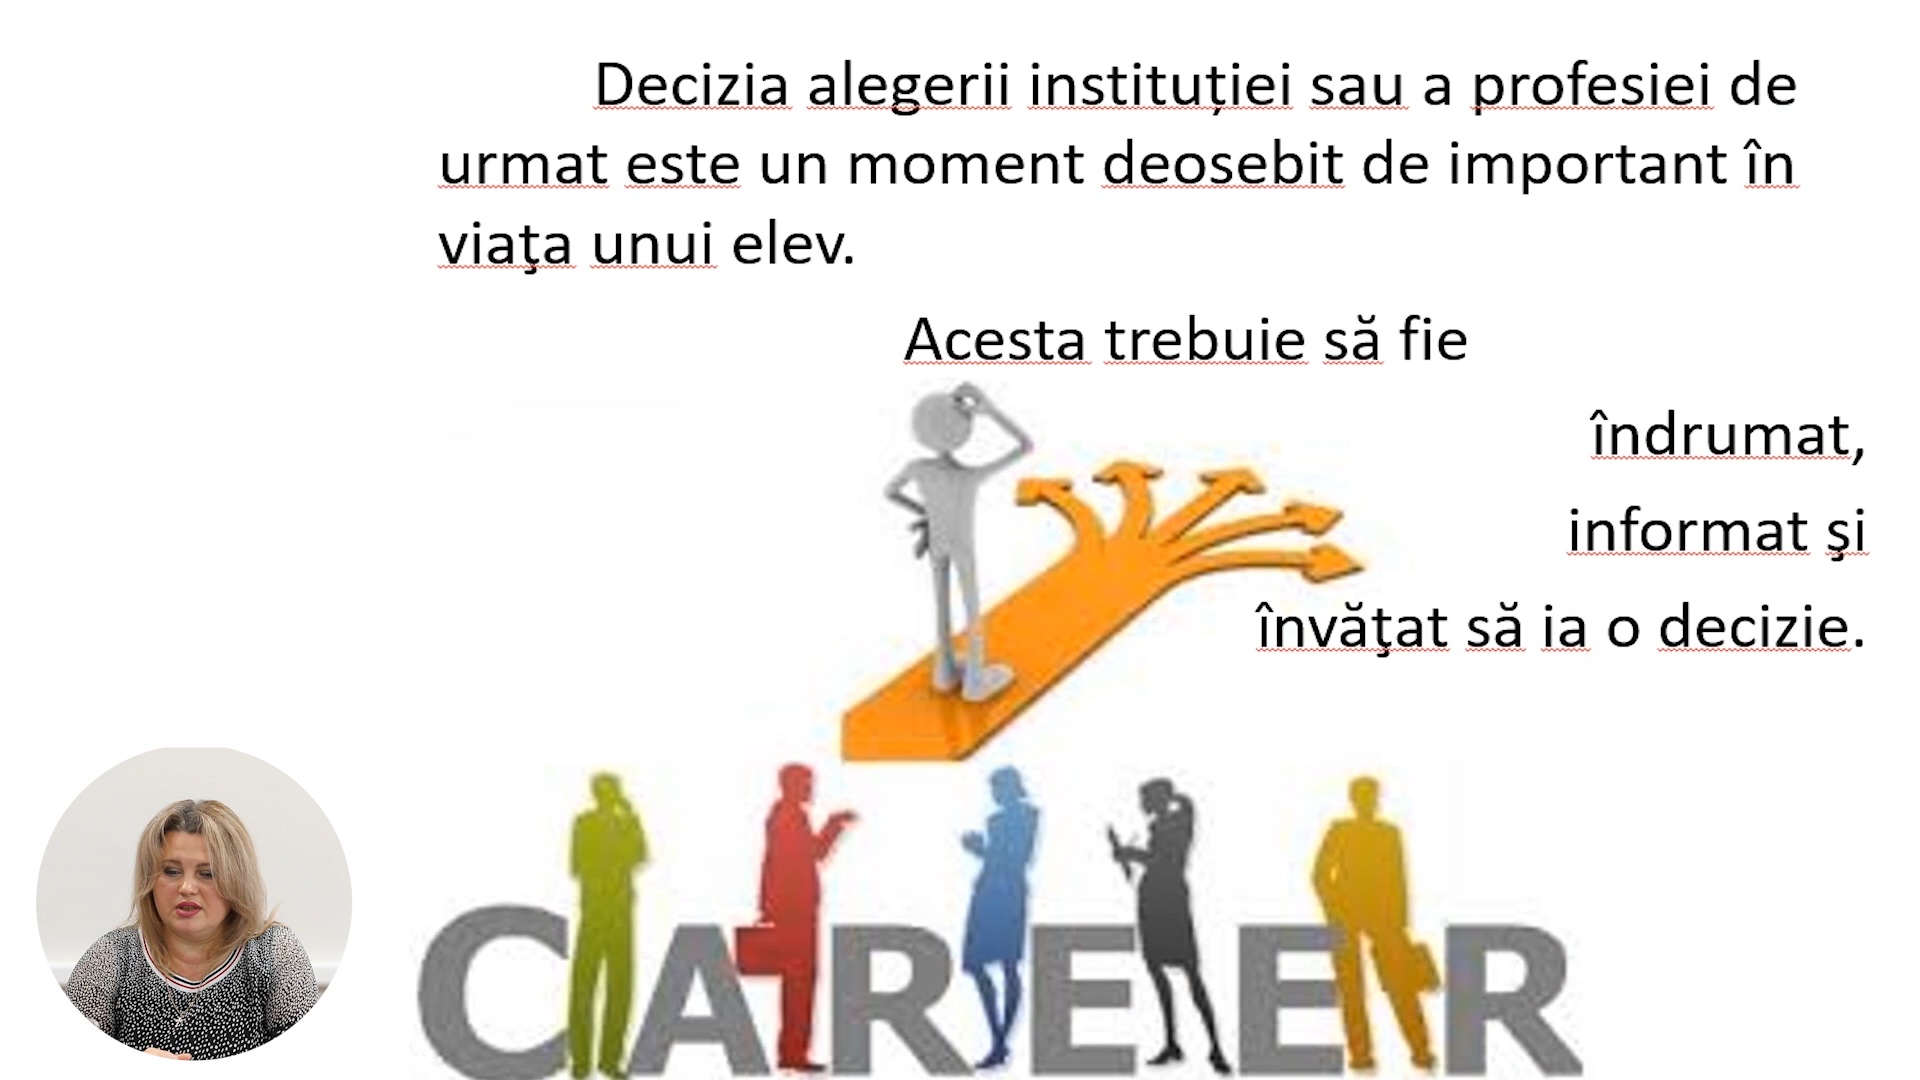 Decizia alegerii instituției sau a profesiei de
urmat este un moment deosebit de important în
viaţa unui elev.
Acesta trebuie să fie
îndrumat,
informat şi
învăţat să ia o decizie.
CAREER